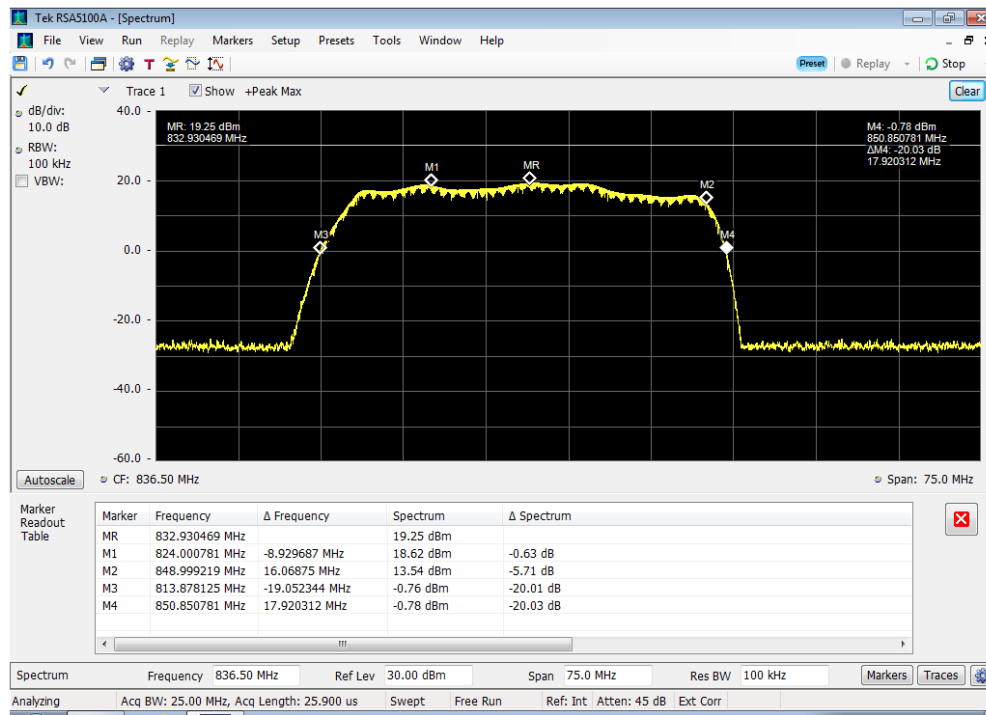 Tek RSA5100A - [Spectrum]
File View Run Replay Markers Setup Presets Tools Window Help
T Preset Replay Stop
Trace 1 Show +Peak Max Clear
dB/div:
10.0 dB
RBW:
100 kHz
VBW:
40.0 -
20.0 -
0.0 -
-20.0 -
-40.0 -
-60.0 -
MR: 19.25 dBm
832.930469 MHz
M4: -0.78 dBm
850.850781 MHz
ΔM4: -20.03 dB
17.920312 MHz
M1
MR
M2
M3
M4
Autoscale CF: 836.50 MHz Span: 75.0 MHz
Marker
Readout
Table
Marker Frequency Δ Frequency Spectrum Δ Spectrum
MR 832.930469 MHz 19.25 dBm
M1 824.000781 MHz -8.929687 MHz 18.62 dBm -0.63 dB
M2 848.999219 MHz 16.06875 MHz 13.54 dBm -5.71 dB
M3 813.878125 MHz -19.052344 MHz -0.76 dBm -20.01 dB
M4 850.850781 MHz 17.920312 MHz -0.78 dBm -20.03 dB
Spectrum Frequency 836.50 MHz Ref Lev 30.00 dBm Span 75.0 MHz Res BW 100 kHz Markers Traces
Analyzing Acq BW: 25.00 MHz, Acq Length: 25.900 us Swept Free Run Ref: Int Atten: 45 dB Ext Corr